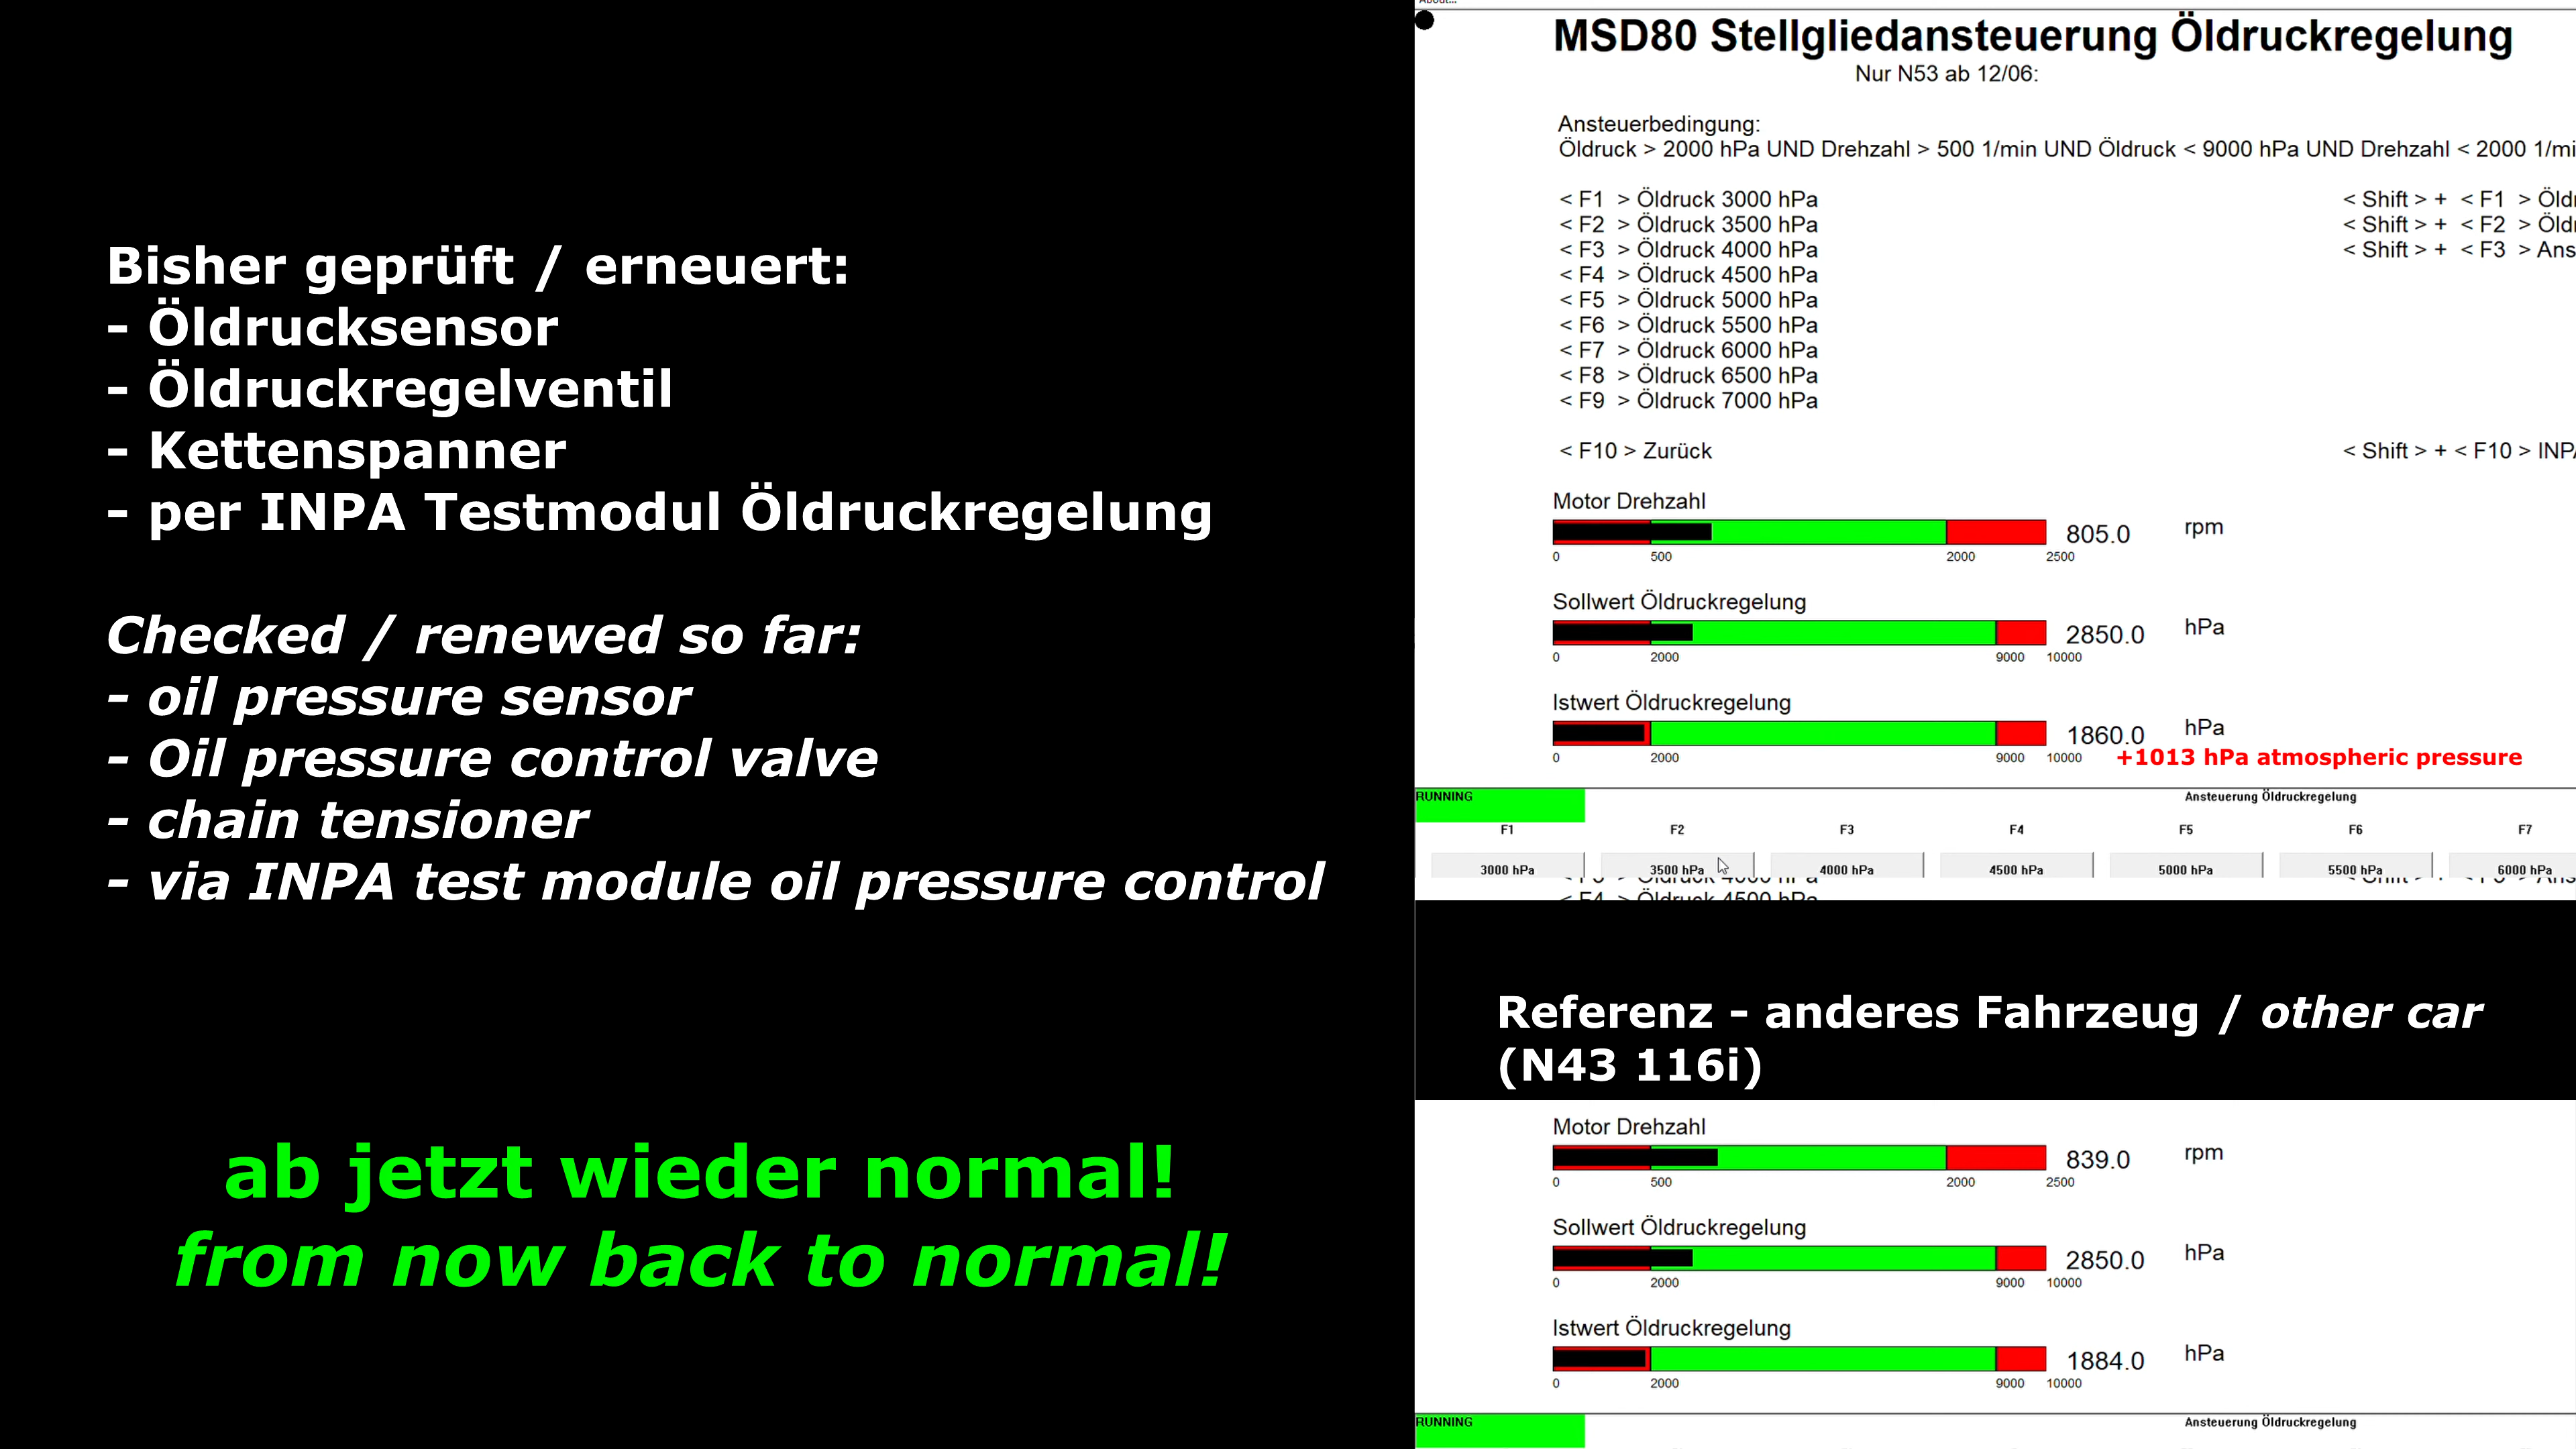 Bisher geprüft / erneuert:
- Öldrucksensor
- Öldruckregelventil
- Kettenspanner
- per INPA Testmodul Öldruckregelung
Checked / renewed so far:
- oil pressure sensor
- Oil pressure control valve
- chain tensioner
- via INPA test module oil pressure control
ab jetzt wieder normal!
from now back to normal!
MSD80 Stellgliedansteuerung Öldruckregelung
Nur N53 ab 12/06:
Ansteuerbedingung:
Öldruck > 2000 hPa UND Drehzahl > 500 1/min UND Öldruck < 9000 hPa UND Drehzahl < 2000 1/mi
< F1 > Öldruck 3000 hPa < Shift > + < F1 > Öld
< F2 > Öldruck 3500 hPa < Shift > + < F2 > Öld
< F3 > Öldruck 4000 hPa < Shift > + < F3 > Ans
< F4 > Öldruck 4500 hPa
< F5 > Öldruck 5000 hPa
< F6 > Öldruck 5500 hPa
< F7 > Öldruck 6000 hPa
< F8 > Öldruck 6500 hPa
< F9 > Öldruck 7000 hPa
< F10 > Zurück < Shift > + < F10 > INP
Motor Drehzahl
805.0 rpm
0 500 2000 2500
Sollwert Öldruckregelung
2850.0 hPa
0 2000 9000 10000
Istwert Öldruckregelung
1860.0 hPa
0 2000 9000 10000 +1013 hPa atmospheric pressure
RUNNING Ansteuerung Öldruckregelung
F1 F2 F3 F4 F5 F6 F7
3000 hPa 3500 hPa 4000 hPa 4500 hPa 5000 hPa 5500 hPa 6000 hPa
< F4 > Öldruck 4500 hPa
Referenz - anderes Fahrzeug / other car
(N43 116i)
Motor Drehzahl
839.0 rpm
0 500 2000 2500
Sollwert Öldruckregelung
2850.0 hPa
0 2000 9000 10000
Istwert Öldruckregelung
1884.0 hPa
0 2000 9000 10000
RUNNING Ansteuerung Öldruckregelung